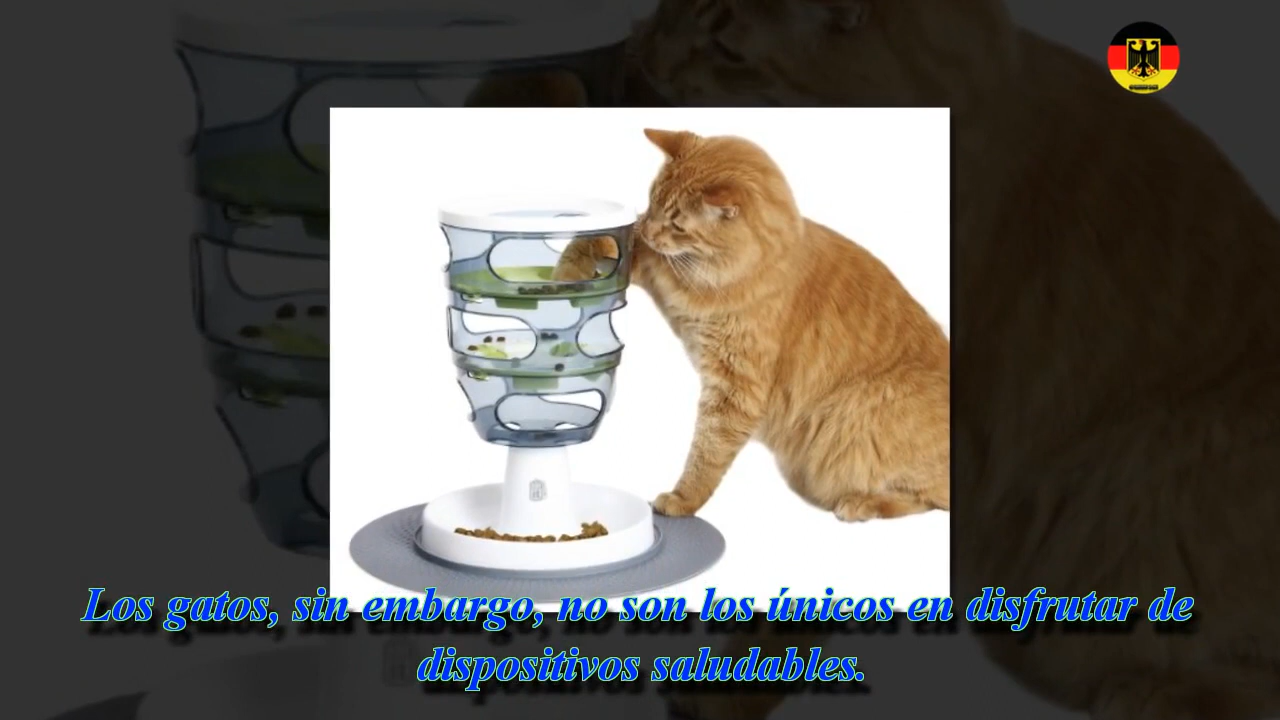 Los gatos, sin embargo, no son los únicos en disfrutar de
dispositivos saludables.